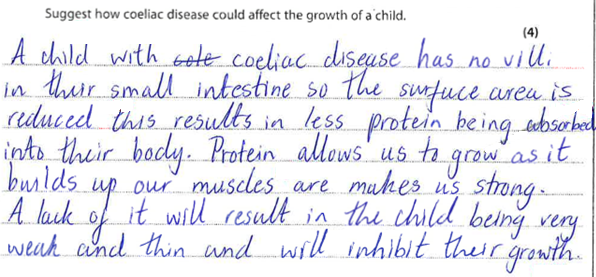 Suggest how coeliac disease could affect the growth of a child.
(4)
A child with cole coeliac disease has no villi
in their small intestine so the surface area is
reduced this results in less protein being absorbed
into their body. Protein allows us to grow as it
builds up our muscles are makes us strong.
A lack of it will result in the child being very
weak and thin and will inhibit their growth.